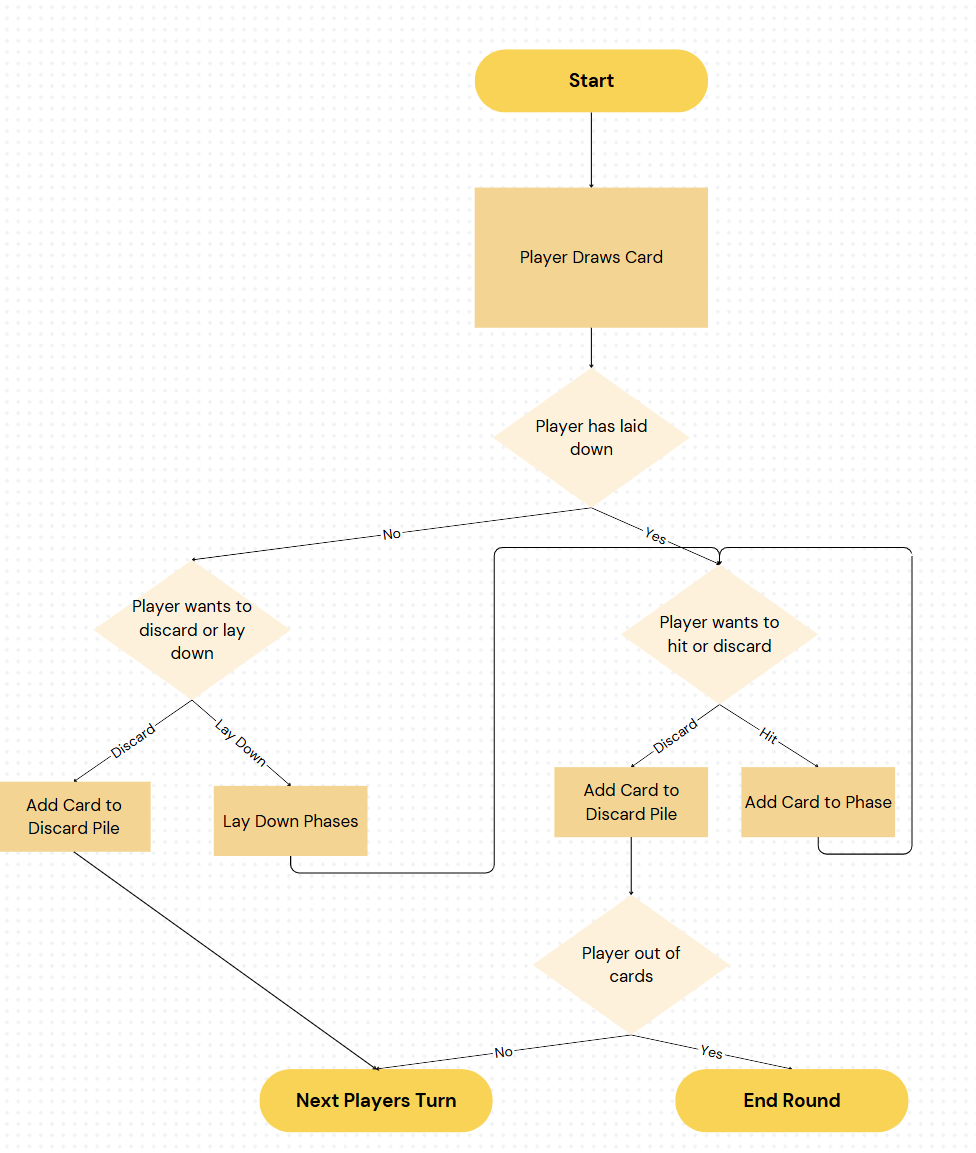 Start
Player Draws Card
Player has laid
down
No
Yes
Player wants to
discard or lay
down
Player wants to
hit or discard
Discard
Lay Down
Discard
Hit
Add Card to
Discard Pile
Lay Down Phases
Add Card to
Discard Pile
Add Card to Phase
Player out of
cards
No
Yes
Next Players Turn
End Round